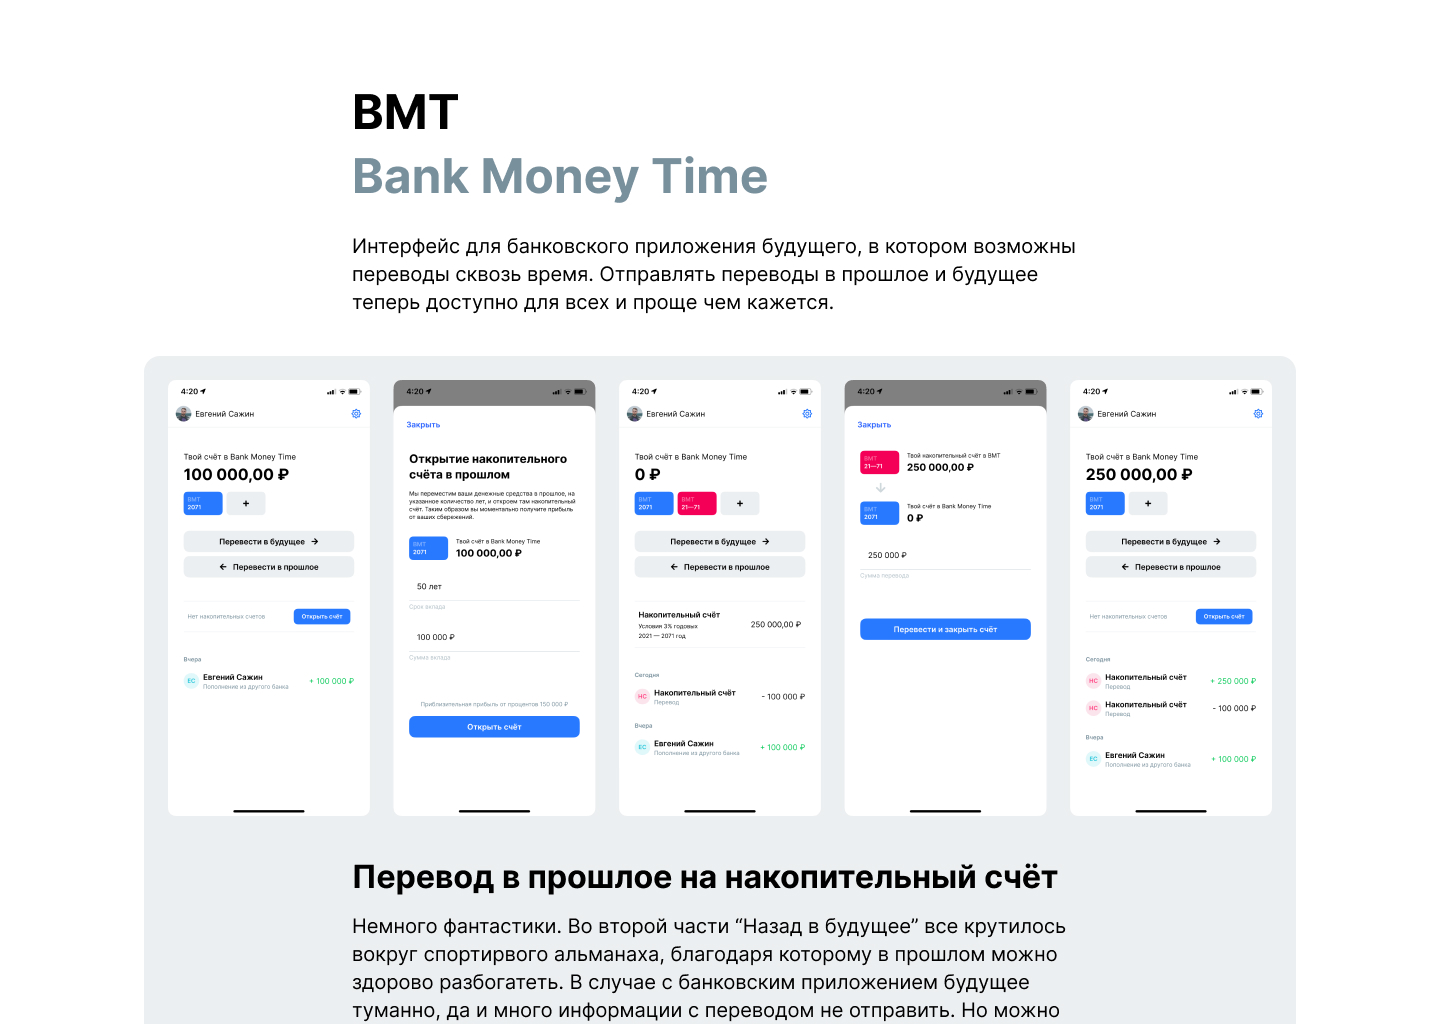 BMT
Bank Money Time
Интерфейс для банковского приложения будущего, в котором возможны
переводы сквозь время. Отправлять переводы в прошлое и будущее
теперь доступно для всех и проще чем кажется.
4:20
Евгений Сажин
Твой счёт в Bank Money Time
100 000,00 ₽
BMT
2071
+
Перевести в будущее →
← Перевести в прошлое
Нет накопительных счетов
Открыть счёт
Вчера
ЕС
Евгений Сажин
Пополнение из другого банка
+ 100 000 ₽
4:20
Закрыть
Открытие накопительного
счёта в прошлом
Мы переместим ваши денежные средства в прошлое, на
указанное количество лет, и откроем там накопительный
счёт. Таким образом вы моментально получите прибыль
от ваших сбережений.
BMT
2071
Твой счёт в Bank Money Time
100 000,00 ₽
50 лет
Срок вклада
100 000 ₽
Сумма вклада
Приблизительная прибыль от процентов 150 000 ₽
Открыть счёт
4:20
Евгений Сажин
Твой счёт в Bank Money Time
0 ₽
BMT
2071
BMT
21—71
+
Перевести в будущее →
← Перевести в прошлое
Накопительный счёт
Условия 3% годовых
2021 — 2071 год
250 000,00 ₽
Сегодня
НС
Накопительный счёт
Перевод
- 100 000 ₽
Вчера
ЕС
Евгений Сажин
Пополнение из другого банка
+ 100 000 ₽
4:20
Закрыть
BMT
21—71
Твой накопительный счёт в BMT
250 000,00 ₽
↓
BMT
2071
Твой счёт в Bank Money Time
0 ₽
250 000 ₽
Сумма перевода
Перевести и закрыть счёт
4:20
Евгений Сажин
Твой счёт в Bank Money Time
250 000,00 ₽
BMT
2071
+
Перевести в будущее →
← Перевести в прошлое
Нет накопительных счетов
Открыть счёт
Сегодня
НС
Накопительный счёт
Перевод
+ 250 000 ₽
НС
Накопительный счёт
Перевод
- 100 000 ₽
Вчера
ЕС
Евгений Сажин
Пополнение из другого банка
+ 100 000 ₽
Перевод в прошлое на накопительный счёт
Немного фантастики. Во второй части “Назад в будущее” все крутилось
вокруг спортирвого альманаха, благодаря которому в прошлом можно
здорово разбогатеть. В случае с банковским приложением будущее
туманно, да и много информации с переводом не отправить. Но можно